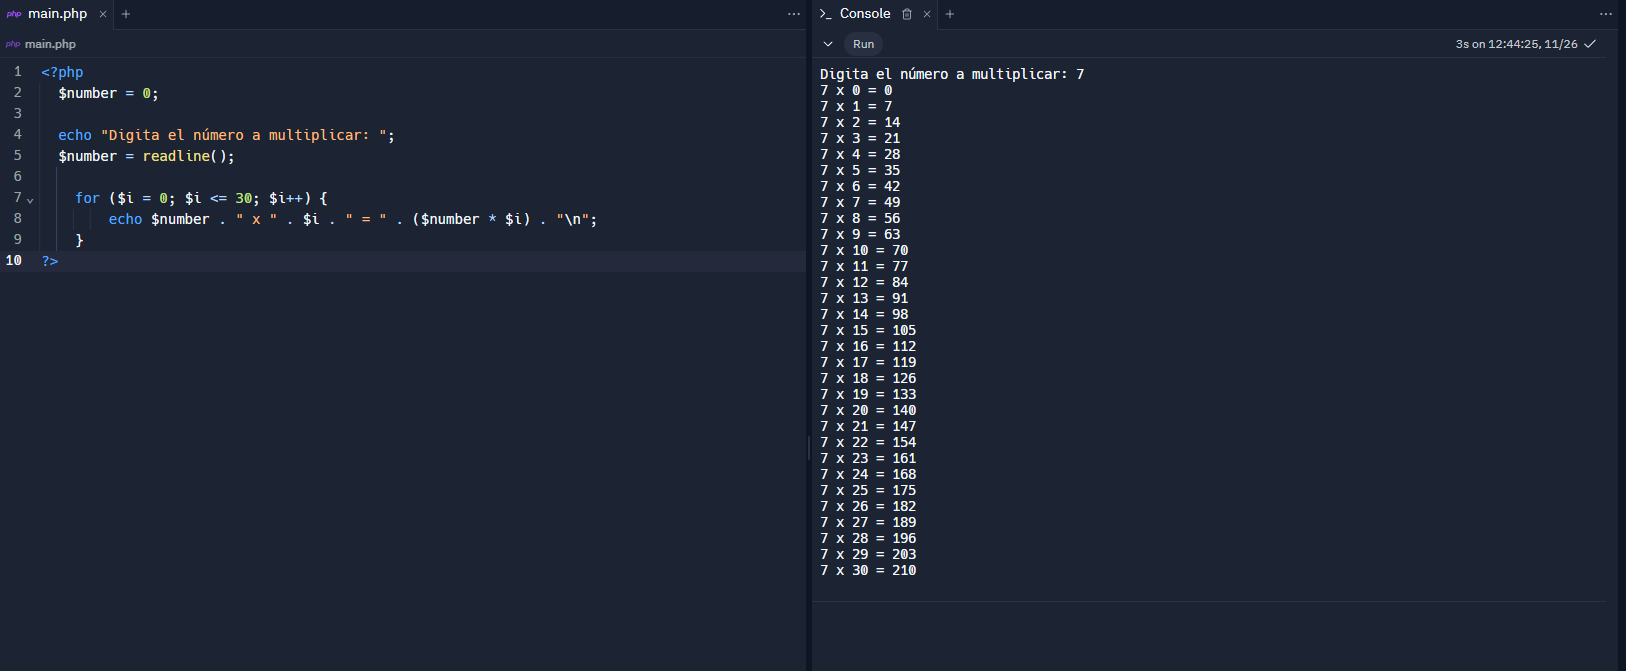 php main.php × +
php main.php
1 <?php
2 $number = 0;
3
4 echo "Digita el número a multiplicar: ";
5 $number = readline();
6
7 for ($i = 0; $i <= 30; $i++) {
8 echo $number . " x " . $i . " = " . ($number * $i) . "\n";
9 }
10 ?>
>_ Console × +
Run 3s on 12:44:25, 11/26
Digita el número a multiplicar: 7
7 x 0 = 0
7 x 1 = 7
7 x 2 = 14
7 x 3 = 21
7 x 4 = 28
7 x 5 = 35
7 x 6 = 42
7 x 7 = 49
7 x 8 = 56
7 x 9 = 63
7 x 10 = 70
7 x 11 = 77
7 x 12 = 84
7 x 13 = 91
7 x 14 = 98
7 x 15 = 105
7 x 16 = 112
7 x 17 = 119
7 x 18 = 126
7 x 19 = 133
7 x 20 = 140
7 x 21 = 147
7 x 22 = 154
7 x 23 = 161
7 x 24 = 168
7 x 25 = 175
7 x 26 = 182
7 x 27 = 189
7 x 28 = 196
7 x 29 = 203
7 x 30 = 210